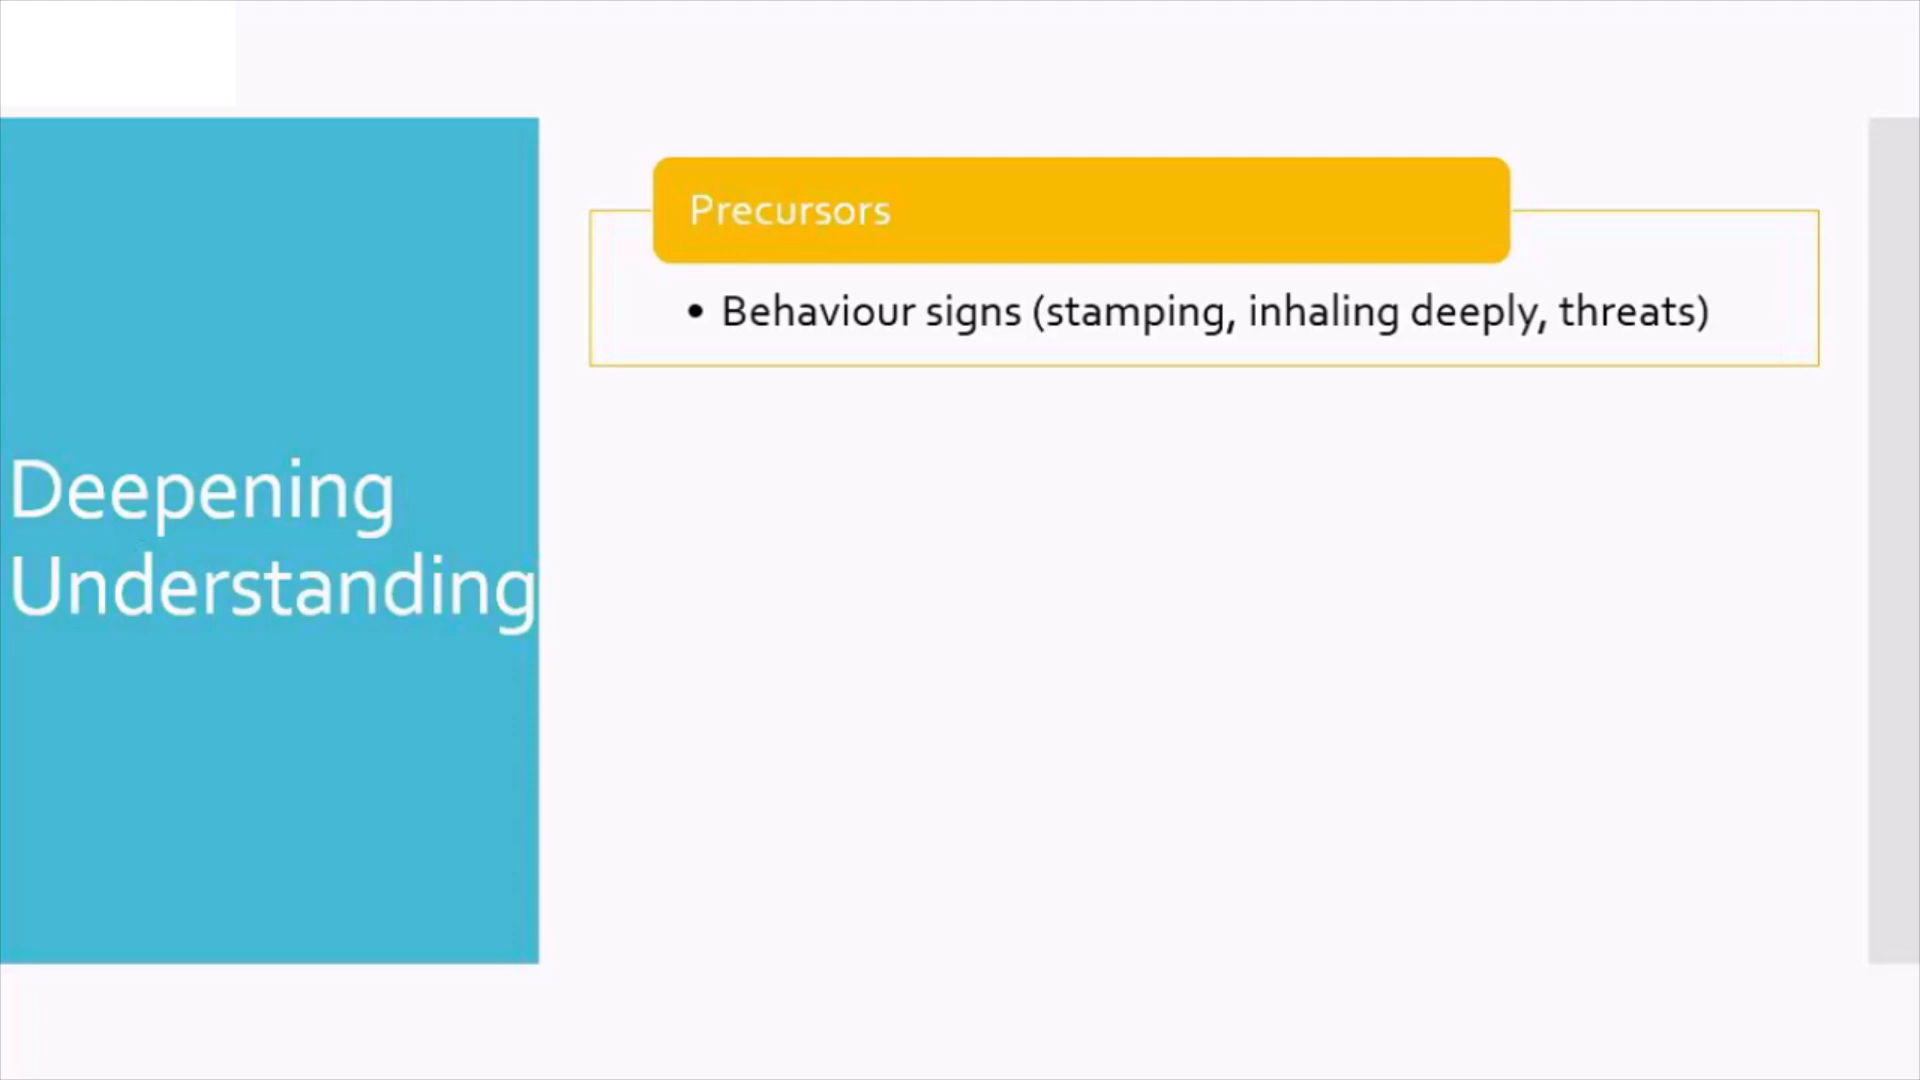 Deepening
Understanding
Precursors
• Behaviour signs (stamping, inhaling deeply, threats)